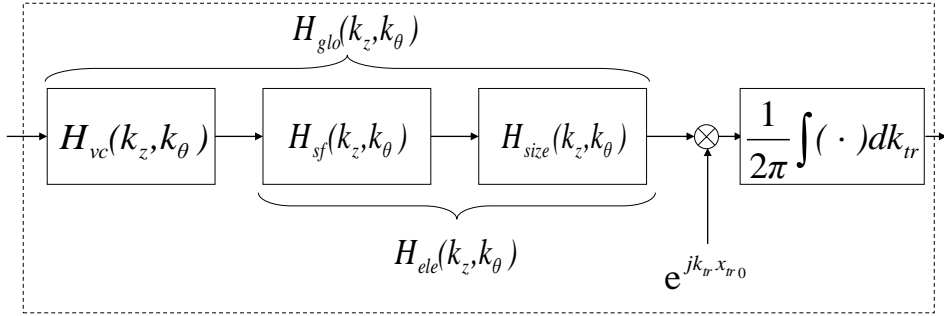 H_glo(k_z,k_θ)
H_vc(k_z,k_θ)
H_sf(k_z,k_θ)
H_size(k_z,k_θ)
1/2π ∫( · )dk_tr
H_ele(k_z,k_θ)
e^{jk_tr x_tr0}